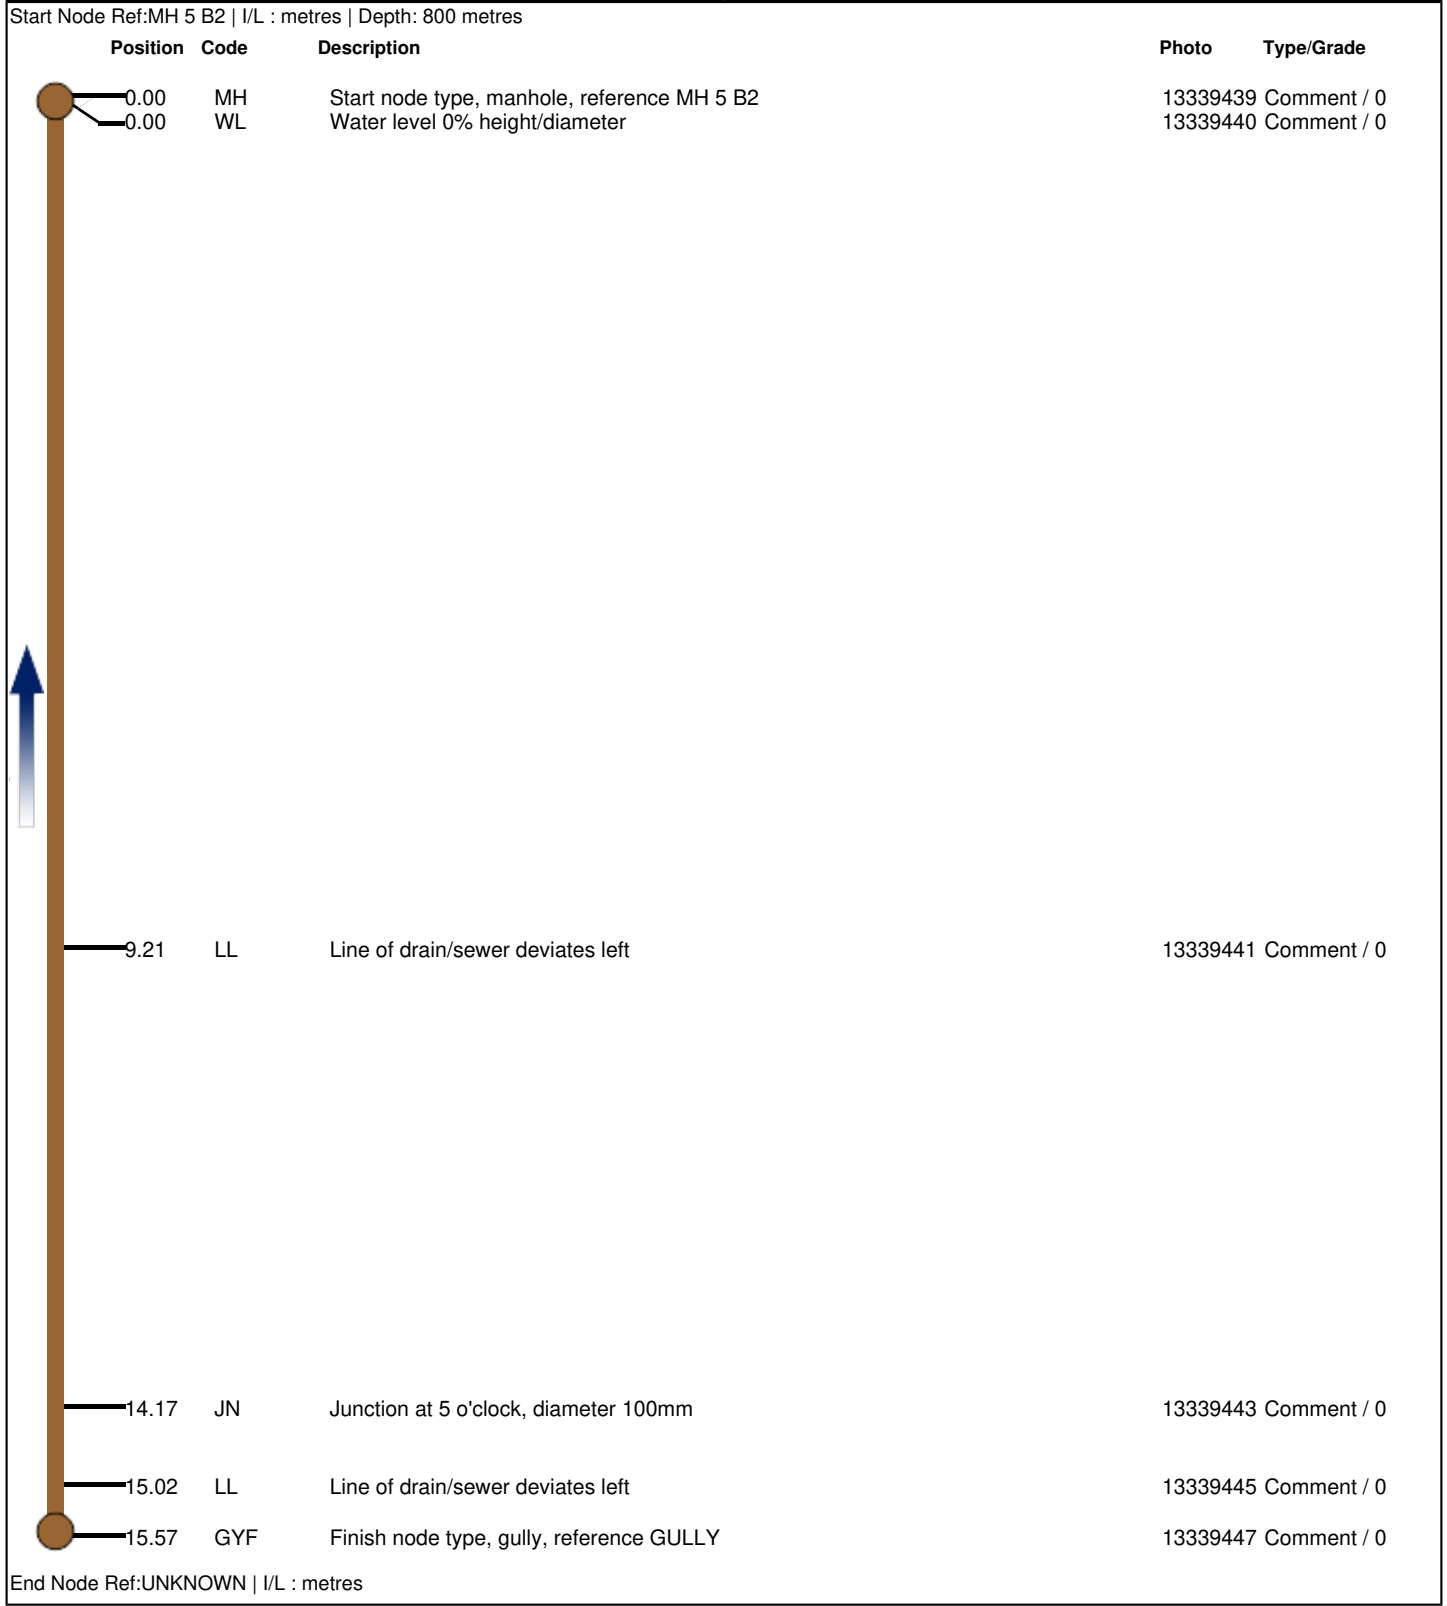 Start Node Ref:MH 5 B2 | I/L : metres | Depth: 800 metres
Position Code Description Photo Type/Grade
0.00 MH Start node type, manhole, reference MH 5 B2 13339439 Comment / 0
0.00 WL Water level 0% height/diameter 13339440 Comment / 0
9.21 LL Line of drain/sewer deviates left 13339441 Comment / 0
14.17 JN Junction at 5 o'clock, diameter 100mm 13339443 Comment / 0
15.02 LL Line of drain/sewer deviates left 13339445 Comment / 0
15.57 GYF Finish node type, gully, reference GULLY 13339447 Comment / 0
End Node Ref:UNKNOWN | I/L : metres